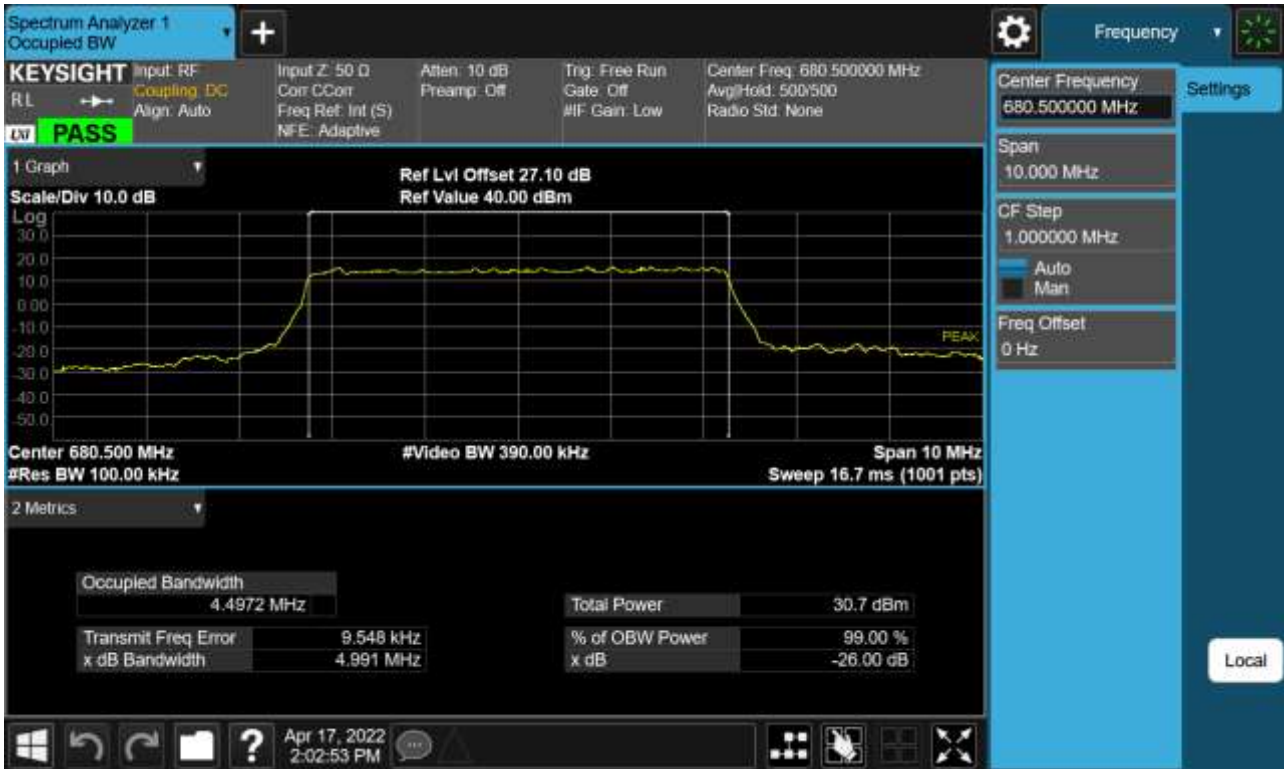 Spectrum Analyzer 1
Occupied BW
+
Frequency
KEYSIGHT
RL
LXI
PASS
Input: RF
Coupling: DC
Align: Auto
Input Z: 50 Ω
Corr CCorr
Freq Ref: Int (S)
NFE: Adaptive
Atten: 10 dB
Preamp: Off
Trig: Free Run
Gate: Off
#IF Gain: Low
Center Freq: 680.500000 MHz
Avg|Hold: 500/500
Radio Std: None
Center Frequency
680.500000 MHz
Settings
Span
10.000 MHz
CF Step
1.000000 MHz
Auto
Man
Freq Offset
0 Hz
Local
1 Graph
Scale/Div 10.0 dB
Ref Lvl Offset 27.10 dB
Ref Value 40.00 dBm
Log
30.0
20.0
10.0
0.00
-10.0
-20.0
-30.0
-40.0
-50.0
PEAK
Center 680.500 MHz
#Video BW 390.00 kHz
Span 10 MHz
#Res BW 100.00 kHz
Sweep 16.7 ms (1001 pts)
2 Metrics
Occupied Bandwidth
4.4972 MHz
Total Power 30.7 dBm
Transmit Freq Error 9.548 kHz
% of OBW Power 99.00 %
x dB Bandwidth 4.991 MHz
x dB -26.00 dB
?
Apr 17, 2022
2:02:53 PM